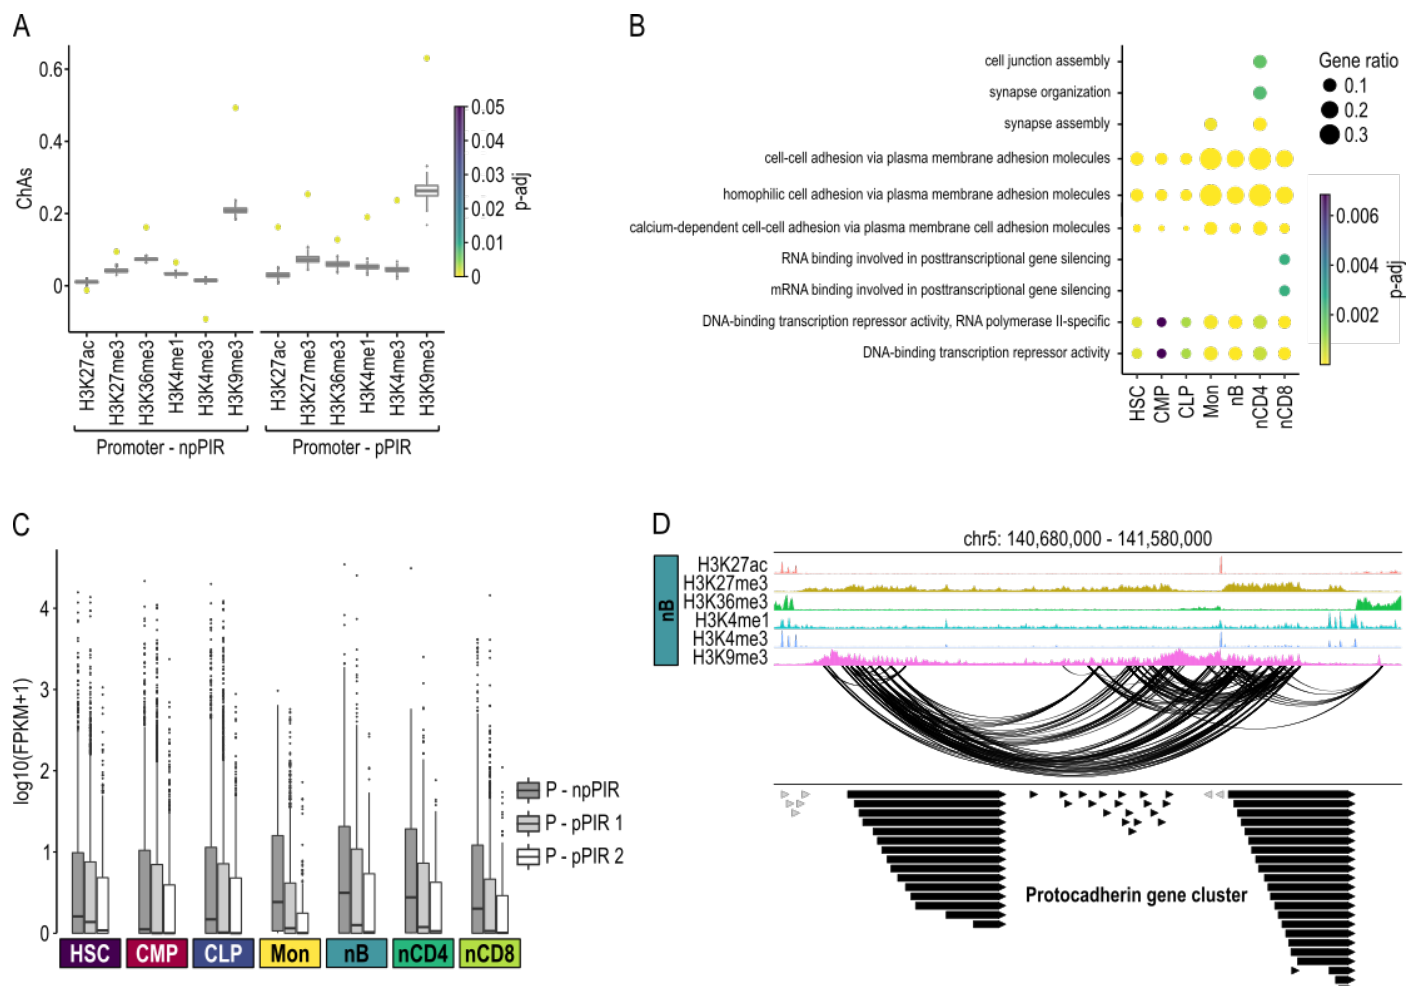 A
0.6
0.4
0.2
0
ChAs
0.05
0.04
0.03
0.02
0.01
0
p-adj
H3K27ac
H3K27me3
H3K36me3
H3K4me1
H3K4me3
H3K9me3
H3K27ac
H3K27me3
H3K36me3
H3K4me1
H3K4me3
H3K9me3
Promoter - npPIR
Promoter - pPIR
B
cell junction assembly
synapse organization
synapse assembly
cell-cell adhesion via plasma membrane adhesion molecules
homophilic cell adhesion via plasma membrane adhesion molecules
calcium-dependent cell-cell adhesion via plasma membrane cell adhesion molecules
RNA binding involved in posttranscriptional gene silencing
mRNA binding involved in posttranscriptional gene silencing
DNA-binding transcription repressor activity, RNA polymerase II-specific
DNA-binding transcription repressor activity
HSC
CMP
CLP
Mon
nB
nCD4
nCD8
Gene ratio
0.1
0.2
0.3
0.006
0.004
0.002
p-adj
C
4
3
2
1
0
log10(FPKM+1)
HSC
CMP
CLP
Mon
nB
nCD4
nCD8
P - npPIR
P - pPIR 1
P - pPIR 2
D
chr5: 140,680,000 - 141,580,000
nB
H3K27ac
H3K27me3
H3K36me3
H3K4me1
H3K4me3
H3K9me3
Protocadherin gene cluster